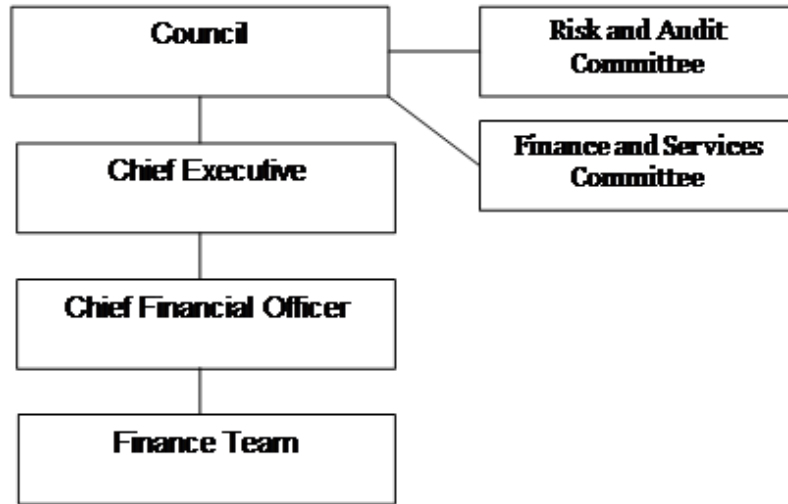 Council
Risk and Audit
Committee
Finance and Services
Committee
Chief Executive
Chief Financial Officer
Finance Team